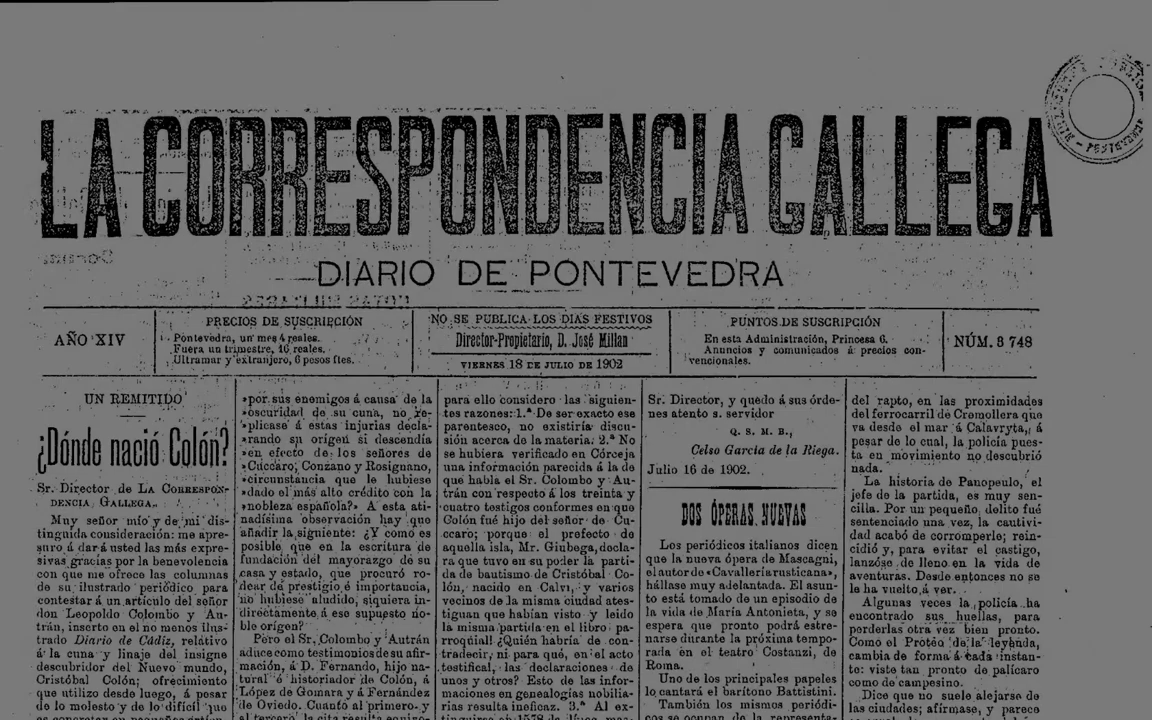 LA CORRESPONDENCIA GALLEGA
DIARIO DE PONTEVEDRA
AÑO XIV
PRECIOS DE SUSCRIPCIÓN
Pontevedra, un mes 4 reales.
Fuera un trimestre, 16 reales.
Ultramar y extranjero, 6 pesos ftes.
NO SE PUBLICA LOS DIAS FESTIVOS
Director-Propietario, D. José Millan
VIERNES 18 DE JULIO DE 1902
PUNTOS DE SUSCRIPCIÓN
En esta Administración, Princesa 6.
Anuncios y comunicados á precios con-
vencionales.
NÚM. 3 748
UN REMITIDO
¿Dónde nació Colón?
Sr. Director de LA CORRESPON-
DENCIA GALLEGA.
Muy señor mío y de mi dis-
tinguida consideración: me apre-
suro á dar á usted las más expre-
sivas gracias por la benevolencia
con que me ofrece las columnas
de su ilustrado periódico para
contestar á un artículo del señor
don Leopoldo Colombo y Au-
trán, inserto en el no menos ilus-
trado Diario de Cádiz, relativo
á la cuna y linaje del insigne
descubridor del Nuevo mundo,
Cristóbal Colón; ofrecimiento
que utilizo desde luego, á pesar
de lo molesto y de lo difícil que
»por sus enemigos á causa de la
»oscuridad de su cuna, no re-
»plicase á estas injurias decla-
»rando su origen si descendía
»en efecto de los señores de
»Cúccaro, Conzano y Rosignano,
»circunstancia que le hubiese
»dado el más alto crédito con la
»nobleza española?» A esta ati-
nadísima observación hay que
añadir la siguiente: ¿Y como es
posible que en la escritura de
fundación del mayorazgo de su
casa y estado, que procuró ro-
dear de prestigio é importancia,
no hubiese aludido, siquiera in-
directamente á ese supuesto no-
ble orígen?
Pero el Sr. Colombo y Autrán
aduce como testimonios de su afir-
mación, á D. Fernando, hijo na-
tural é historiador de Colón, á
López de Gomara y á Fernández
de Oviedo. Cuanto al primero y
para ello considero las siguien-
tes razones: 1.ª De ser exacto ese
parentesco, no existiría discu-
sión acerca de la materia: 2.ª No
se hubiera verificado en Córcega
una información parecida á la de
que habla el Sr. Colombo y Au-
trán con respecto á los treinta y
cuatro testigos conformes en que
Colón fué hijo del señor de Cu-
ccaro; porque el prefecto de
aquella isla, Mr. Giubega, decla-
ra que tuvo en su poder la parti-
da de bautismo de Cristóbal Co-
lón, nacido en Calvi, y varios
vecinos de la misma ciudad ates-
tiguan que habían visto y leido
la misma partida en el libro pa-
rroquial! ¿Quién habría de con-
tradecir, ni para qué, en el acto
testifical, las declaraciones de
unos y otros? Esto de las infor-
maciones en genealogías nobilia-
rias resulta ineficaz. 3.ª Al ex-
Sr. Director, y quedo á sus órde-
nes atento s. servidor
Q. S. M. B.,
Celso García de la Riega.
Julio 16 de 1902.
DOS ÓPERAS NUEVAS
Los periódicos italianos dicen
que la nueva ópera de Mascagni,
el autor de «Cavallería rusticana»,
hállase muy adelantada. El asun-
to está tomado de un episodio de
la vida de María Antonieta, y se
espera que pronto podrá estre-
narse durante la próxima tempo-
rada en el teatro Costanzi, de
Roma.
Uno de los principales papeles
lo cantará el barítono Battistini.
También los mismos periódi-
cos se ocupan de la representa-
del rapto, en las proximidades
del ferrocarril de Cremollera que
va desde el mar á Calavryta, á
pesar de lo cual, la policía pues-
ta en movimiento no descubrió
nada.
La historia de Panopeulo, el
jefe de la partida, es muy sen-
cilla. Por un pequeño delito fué
sentenciado una vez, la cautivi-
dad acabó de corromperle; rein-
cidió y, para evitar el castigo,
lanzóse de lleno en la vida de
aventuras. Desde entonces no se
le ha vuelto á ver.
Algunas veces la policía ha
encontrado sus huellas, para
porderlas otra vez bien pronto.
Como el Protéo de la leyenda,
cambia de forma á cada instan-
te: viste tan pronto de palícaro
como de campesino.
Dice que no suele alejarse de
las ciudades; afírmase, y parece